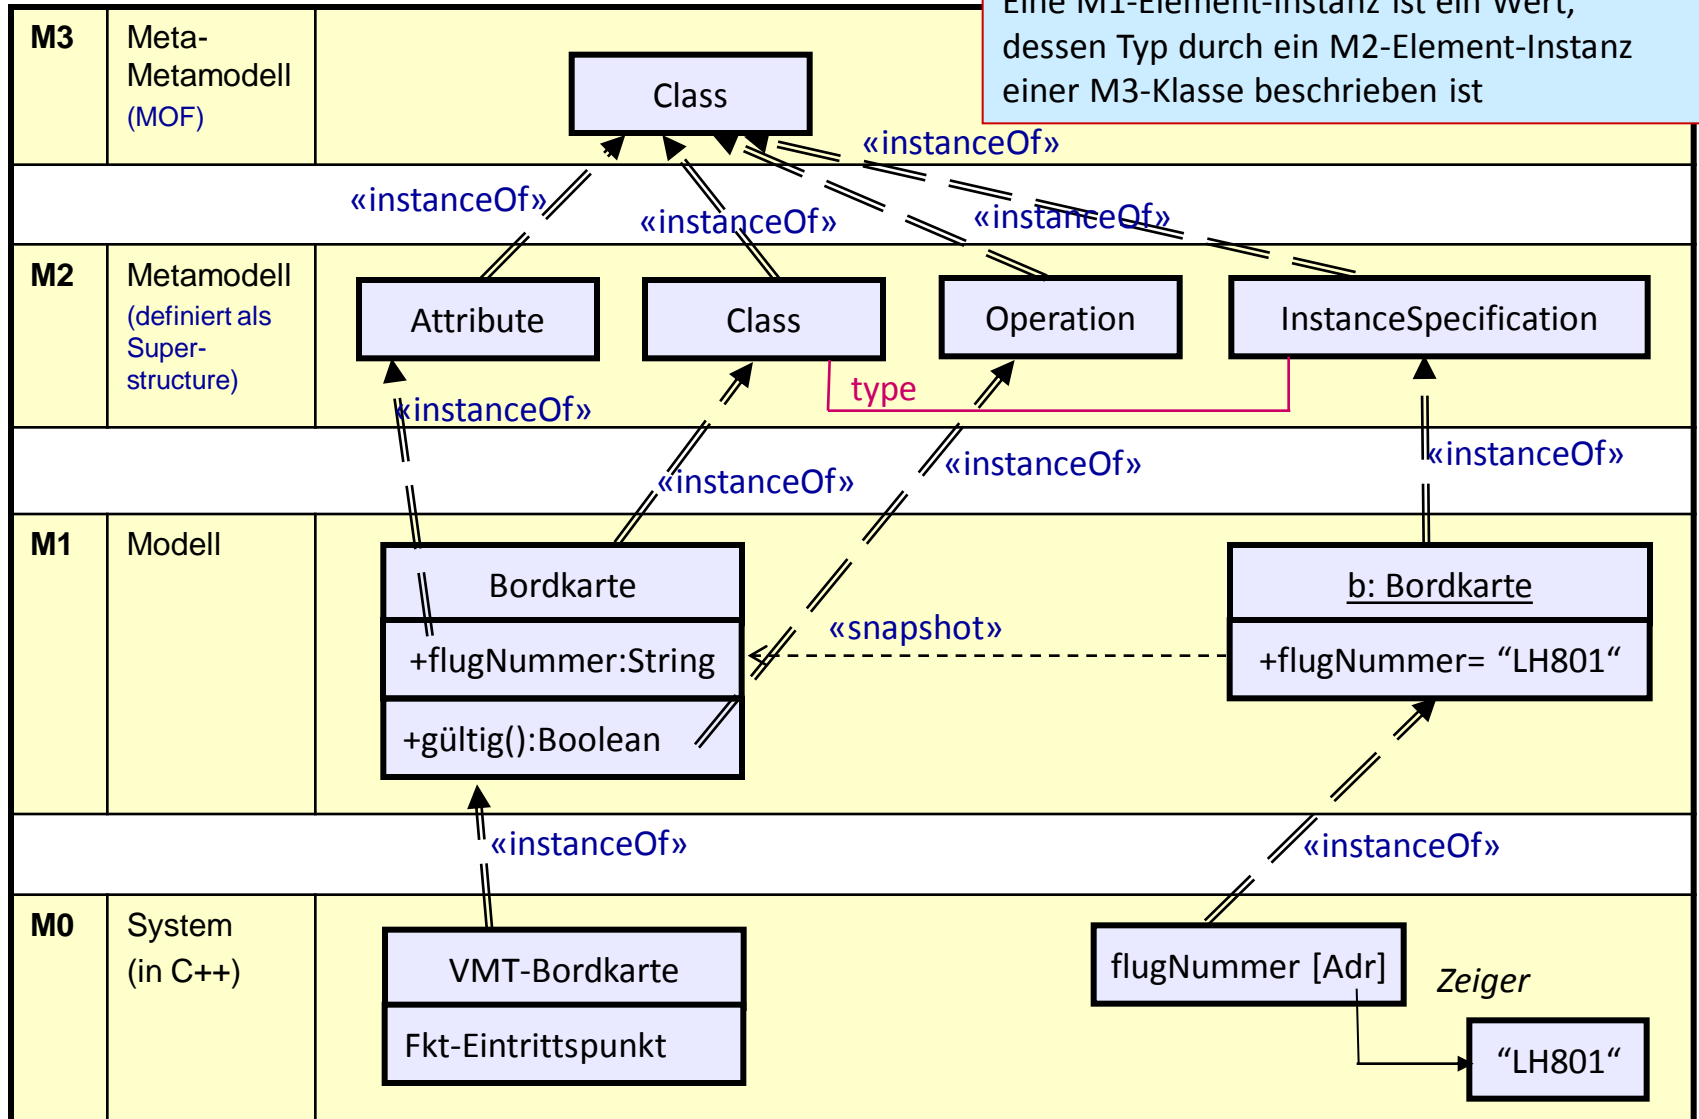 Eine M1-Element-Instanz ist ein Wert,
dessen Typ durch ein M2-Element-Instanz
einer M3-Klasse beschrieben ist
M3
Meta-
Metamodell
(MOF)
Class
«instanceOf»
«instanceOf»
«instanceOf»
«instanceOf»
M2
Metamodell
(definiert als
Super-
structure)
Attribute
Class
Operation
InstanceSpecification
type
«instanceOf»
«instanceOf»
«instanceOf»
«instanceOf»
M1
Modell
Bordkarte
+flugNummer:String
+gültig():Boolean
«snapshot»
b: Bordkarte
+flugNummer= “LH801“
«instanceOf»
«instanceOf»
M0
System
(in C++)
VMT-Bordkarte
Fkt-Eintrittspunkt
flugNummer [Adr]
Zeiger
“LH801“